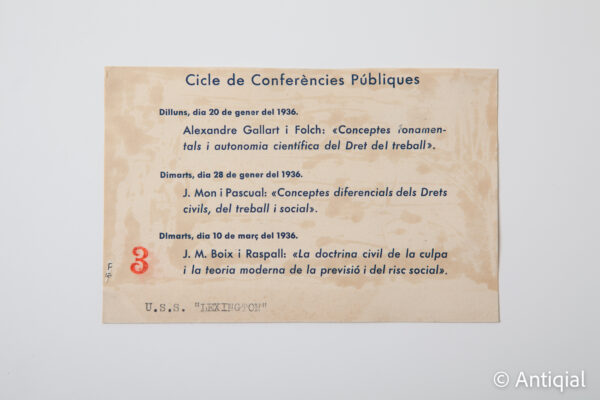 Cicle de Conferències Públiques
Dilluns, dia 20 de gener del 1936.
Alexandre Gallart i Folch: «Conceptes fonamen-
tals i autonomia científica del Dret del treball».
Dimarts, dia 28 de gener del 1936.
J. Mon i Pascual: «Conceptes diferencials dels Drets
civils, del treball i social».
Dimarts, dia 10 de març del 1936.
J. M. Boix i Raspall: «La doctrina civil de la culpa
i la teoria moderna de la previsió i del risc social».
3
U.S.S. "LEXINGTON"
© Antiqial